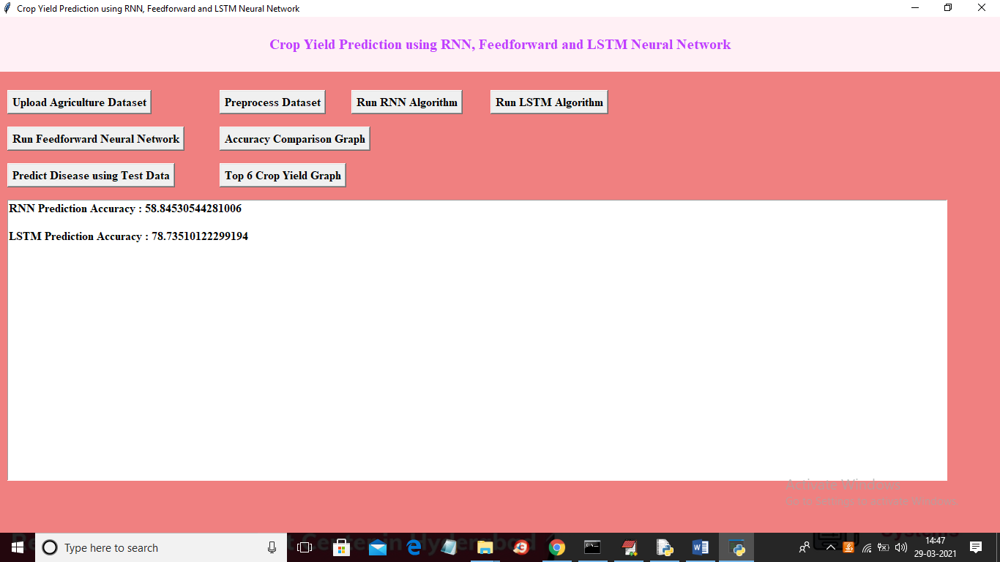 Crop Yield Prediction using RNN, Feedforward and LSTM Neural Network
Crop Yield Prediction using RNN, Feedforward and LSTM Neural Network
Upload Agriculture Dataset
Preprocess Dataset
Run RNN Algorithm
Run LSTM Algorithm
Run Feedforward Neural Network
Accuracy Comparison Graph
Predict Disease using Test Data
Top 6 Crop Yield Graph
RNN Prediction Accuracy : 58.84530544281006
LSTM Prediction Accuracy : 78.73510122299194
Activate Windows
Go to Settings to activate Windows.
Type here to search
14:47
29-03-2021